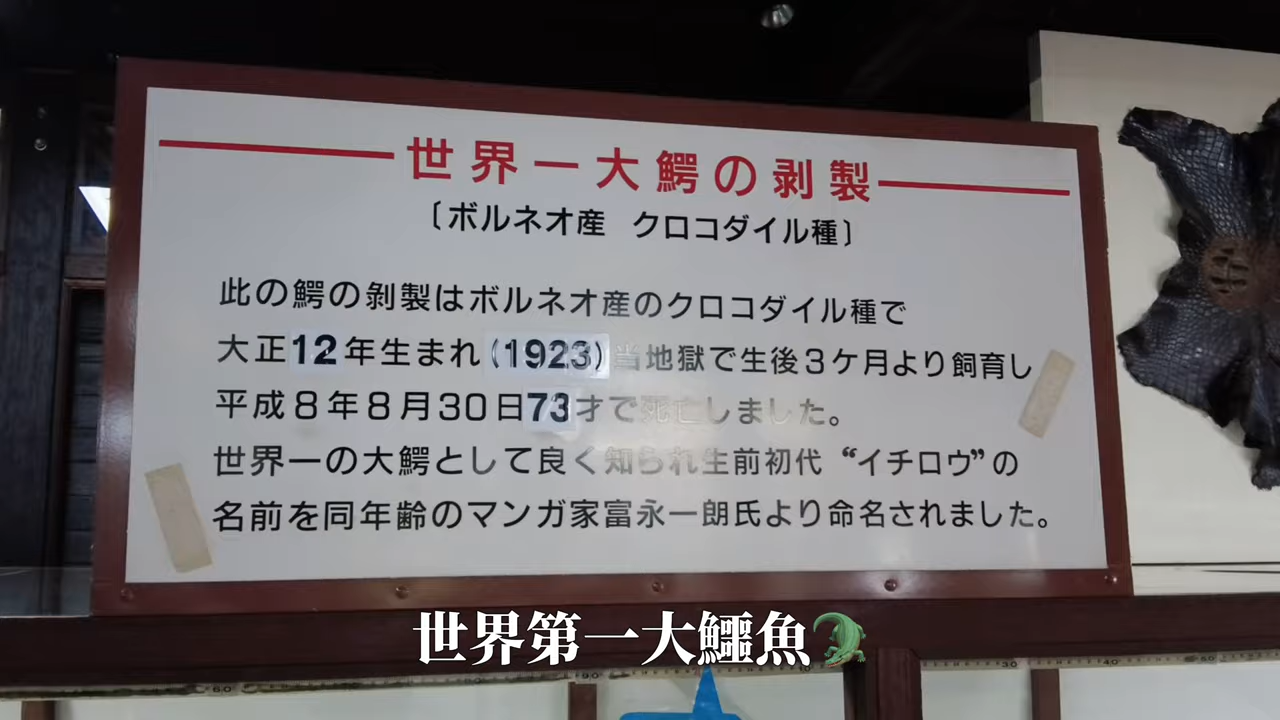 世界一大鰐の剥製
〔ボルネオ産 クロコダイル種〕
此の鰐の剥製はボルネオ産のクロコダイル種で
大正12年生まれ(1923)当地獄で生後3ケ月より飼育し
平成8年8月30日73才で死亡しました。
世界一の大鰐として良く知られ生前初代“イチロウ”の
名前を同年齢のマンガ家富永一朗氏より命名されました。
世界第一大鱷魚🐊